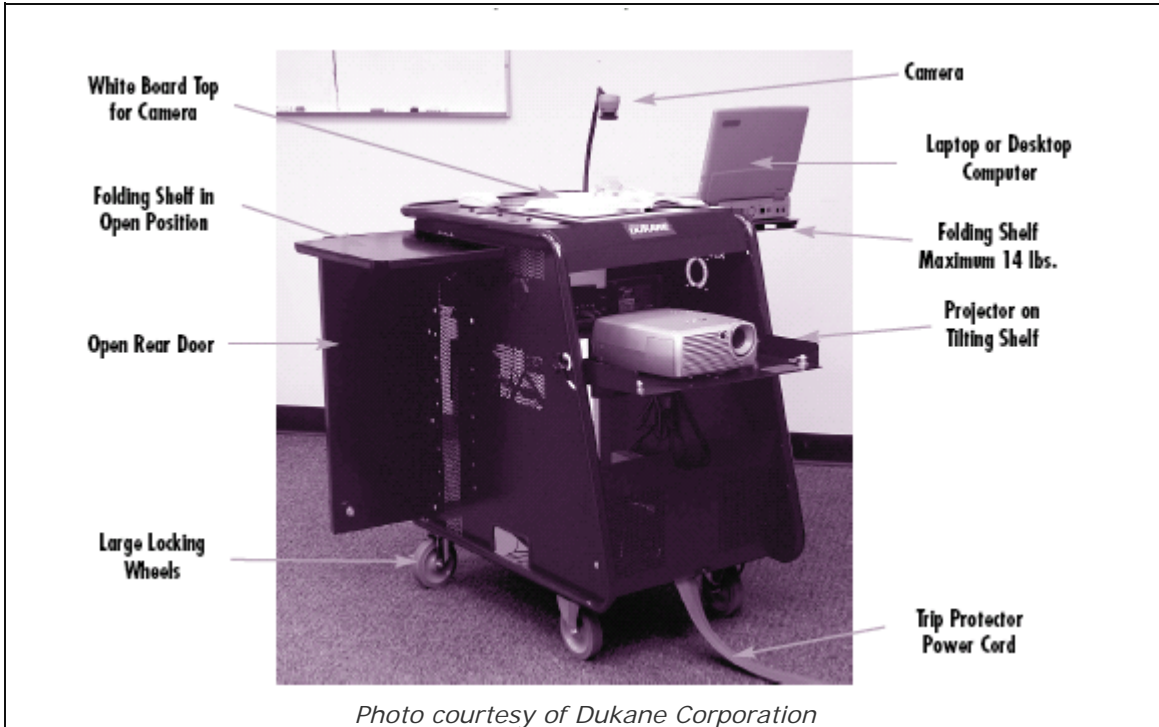 White Board Top
for Camera
Folding Shelf in
Open Position
Open Rear Door
Large Locking
Wheels
Camera
Laptop or Desktop
Computer
Folding Shelf
Maximum 14 lbs.
Projector on
Tilting Shelf
Trip Protector
Power Cord
DUKANE
Photo courtesy of Dukane Corporation